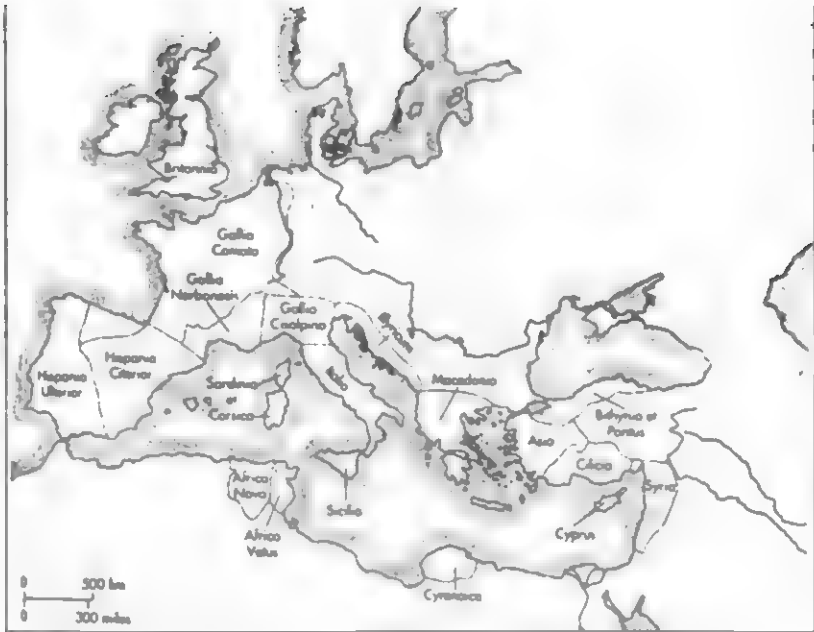 Britannia
Gallia
Comata
Gallia
Narbonensis
Gallia
Cisalpina
Hispania
Ulterior
Hispania
Citerior
Sardinia
et
Corsica
Italia
Illyricum
Macedonia
Bithynia et
Pontus
Asia
Cilicia
Syria
Africa
Nova
Africa
Vetus
Sicilia
Cyprus
Cyrenaica
0 500 km
0 300 miles